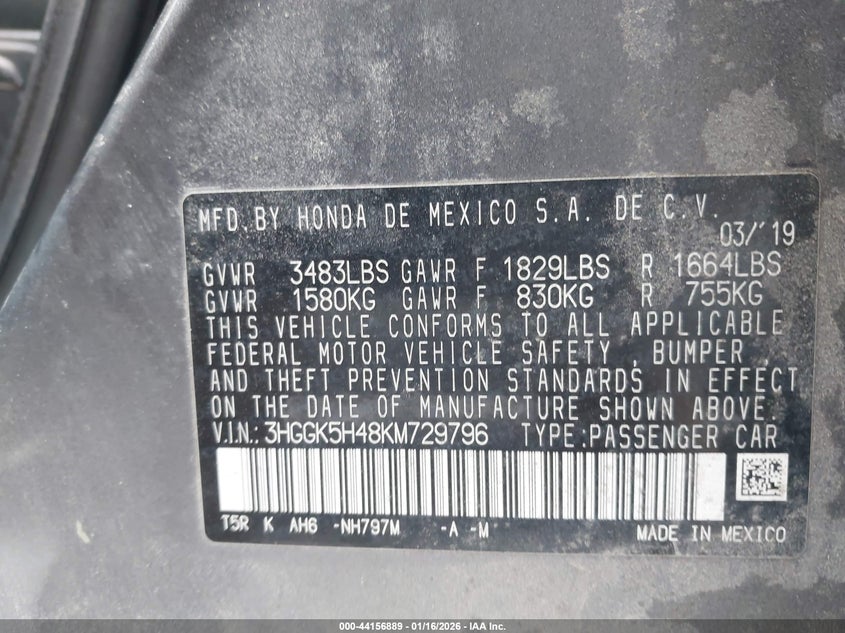 MFD. BY HONDA DE MEXICO S.A. DE C.V.
03/'19
GVWR 3483LBS GAWR F 1829LBS R 1664LBS
GVWR 1580KG GAWR F 830KG R 755KG
THIS VEHICLE CONFORMS TO ALL APPLICABLE
FEDERAL MOTOR VEHICLE SAFETY , BUMPER ,
AND THEFT PREVENTION STANDARDS IN EFFECT
ON THE DATE OF MANUFACTURE SHOWN ABOVE.
V.I.N.: 3HGGK5H48KM729796 TYPE:PASSENGER CAR
T5R K AH6 -NH797M -A -M
MADE IN MEXICO
000-44156889 - 01/16/2026 - IAA Inc.